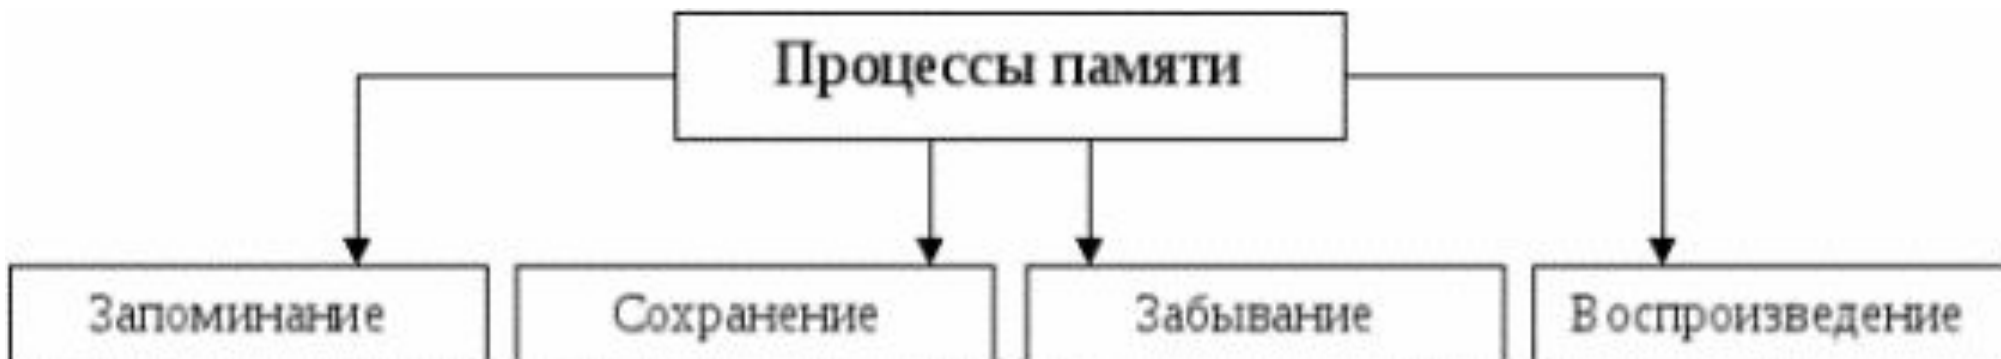 Процессы памяти
Запоминание
Сохранение
Забывание
Воспроизведение